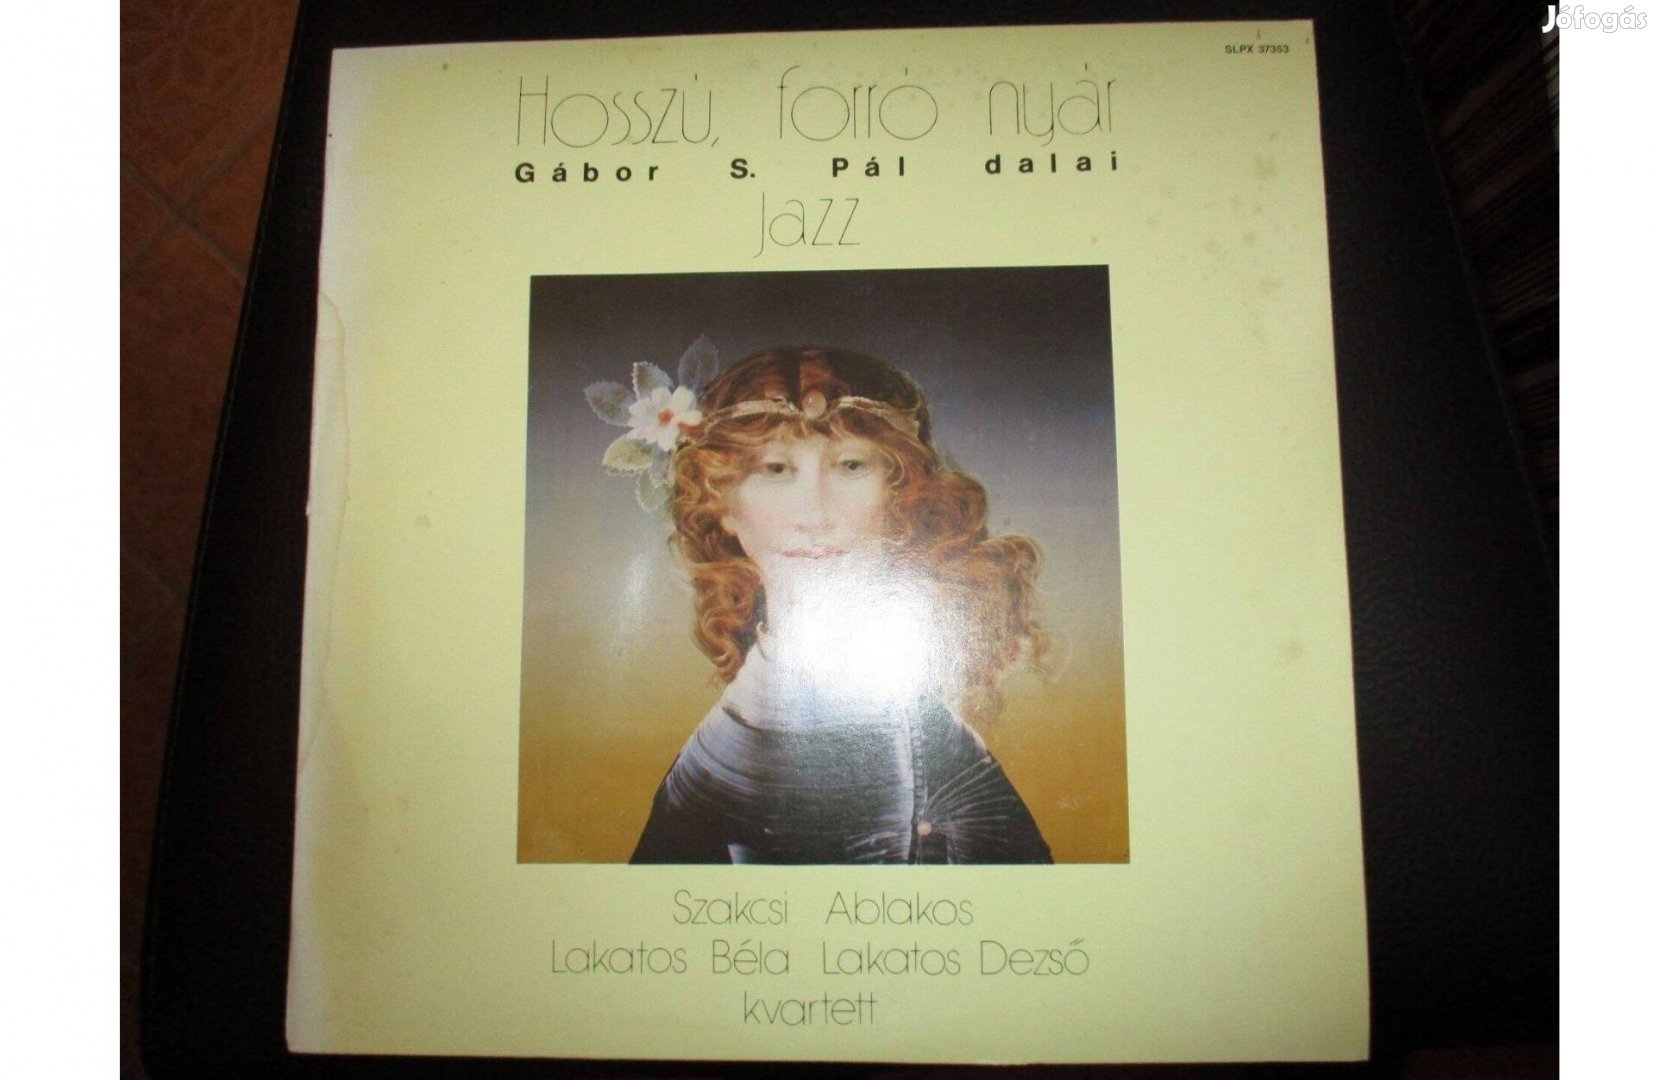 Jófogás
SLPX 37353
Hosszú, forró nyár
Gábor S. Pál dalai
Jazz
Szakcsi Ablakos
Lakatos Béla Lakatos Dezső
kvartett